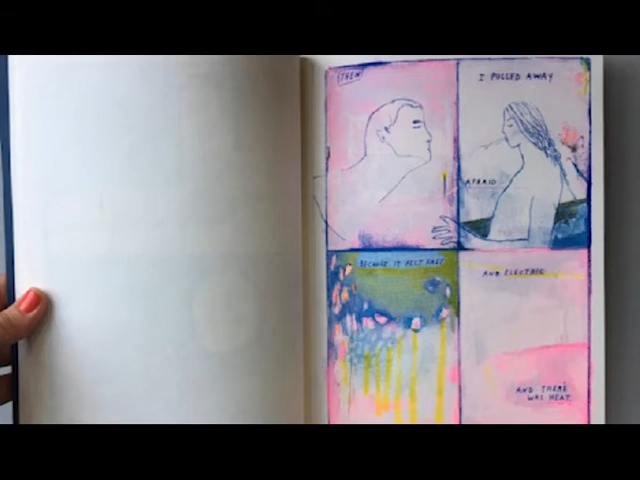 THEN
I PULLED AWAY
AFRAID
BECAUSE IT FELT FAST
AND ELECTRIC
AND THERE
WAS HEAT.